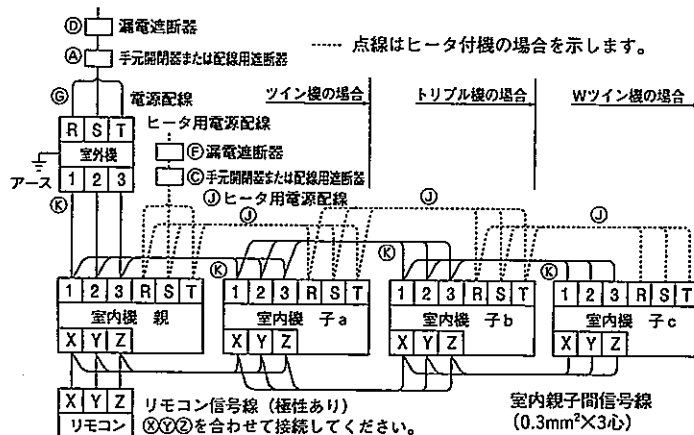 Ⓓ 漏電遮断器
Ⓐ 手元開閉器または配線用遮断器
‥‥‥ 点線はヒータ付機の場合を示します。
Ⓖ 電源配線
ツイン機の場合
トリプル機の場合
Wツイン機の場合
R S T
室外機
1 2 3
アース
ヒータ用電源配線
Ⓕ漏電遮断器
Ⓒ手元開閉器または配線用遮断器
Ⓙヒータ用電源配線
Ⓚ
Ⓙ
Ⓙ
Ⓙ
Ⓚ
Ⓚ
Ⓚ
1 2 3 R S T
室内機 親
X Y Z
1 2 3 R S T
室内機 子a
X Y Z
1 2 3 R S T
室内機 子b
X Y Z
1 2 3 R S T
室内機 子c
X Y Z
X Y Z
リモコン
リモコン信号線（極性あり）
ⓍⓎⓏを合わせて接続してください。
室内親子間信号線
（0.3mm²×3心）